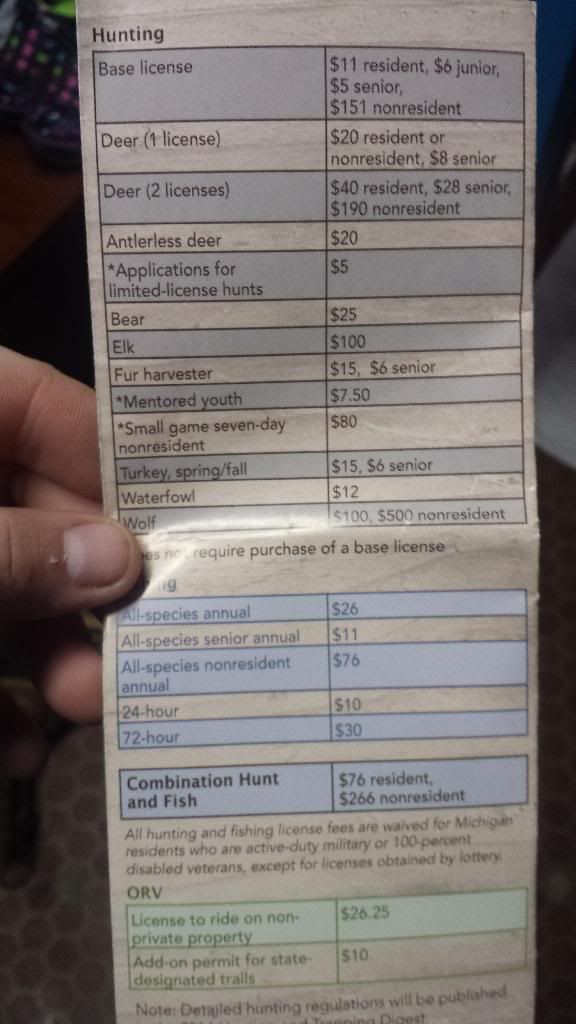 Hunting
Base license
$11 resident, $6 junior,
$5 senior,
$151 nonresident
Deer (1 license)
$20 resident or
nonresident, $8 senior
Deer (2 licenses)
$40 resident, $28 senior,
$190 nonresident
Antlerless deer
$20
*Applications for
limited-license hunts
$5
Bear
$25
Elk
$100
Fur harvester
$15, $6 senior
*Mentored youth
$7.50
*Small game seven-day
nonresident
$80
Turkey, spring/fall
$15, $6 senior
Waterfowl
$12
Wolf
$100, $500 nonresident
require purchase of a base license
All-species annual
$26
All-species senior annual
$11
All-species nonresident
annual
$76
24-hour
$10
72-hour
$30
Combination Hunt
and Fish
$76 resident,
$266 nonresident
All hunting and fishing license fees are waived for Michigan
residents who are active-duty military or 100-percent
disabled veterans, except for licenses obtained by lottery.
ORV
License to ride on non-
private property
$26.25
Add-on permit for state-
designated trails
$10
Note: Detailed hunting regulations will be published
Trapping Digest